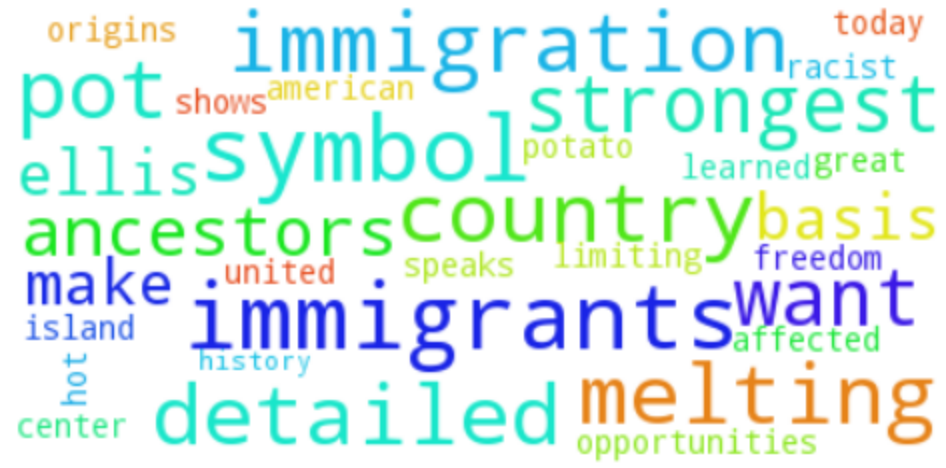 origins immigration today
racist
pot shows american strongest
symbol potato
ellis learned great
ancestors country basis
make united speaks limiting freedom
immigrants want
island affected
history
hot
detailed melting
center opportunities